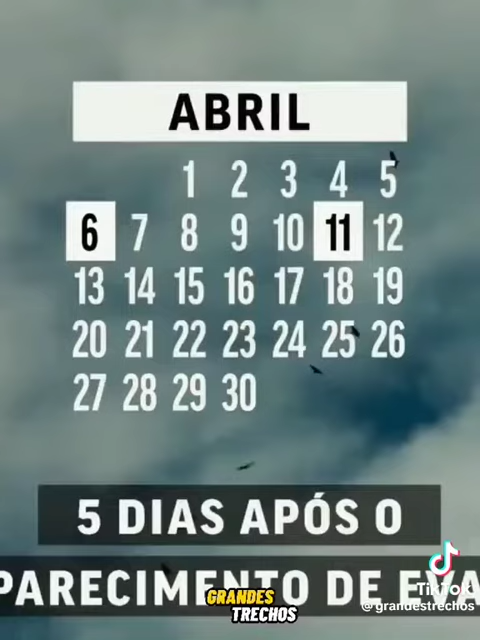 ABRIL
1 2 3 4 5
6 7 8 9 10 11 12
13 14 15 16 17 18 19
20 21 22 23 24 25 26
27 28 29 30
5 DIAS APÓS O
PARECIMENTO DE EVA
GRANDES
TRECHOS
TikTok
@grandestrechos